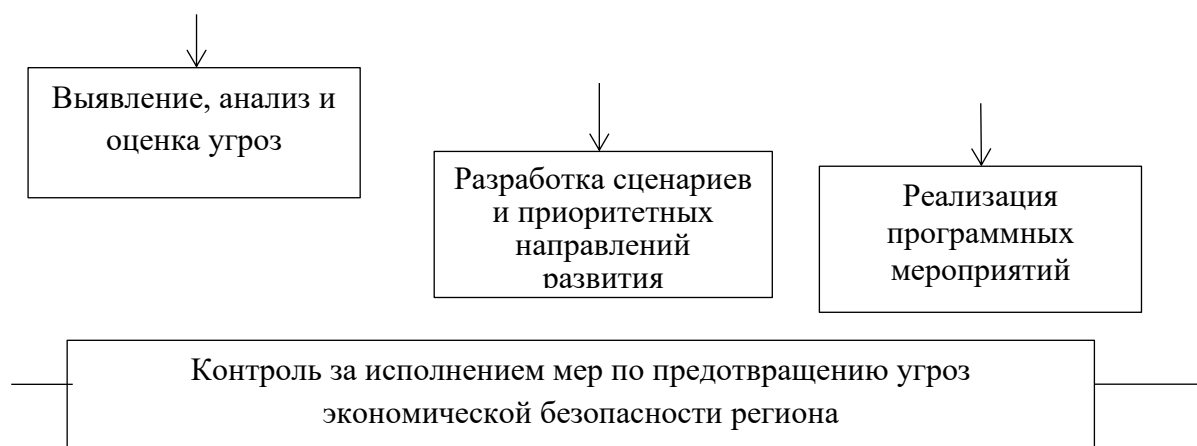 Выявление, анализ и
оценка угроз
Разработка сценариев
и приоритетных
направлений
развития
Реализация
программных
мероприятий
Контроль за исполнением мер по предотвращению угроз
экономической безопасности региона